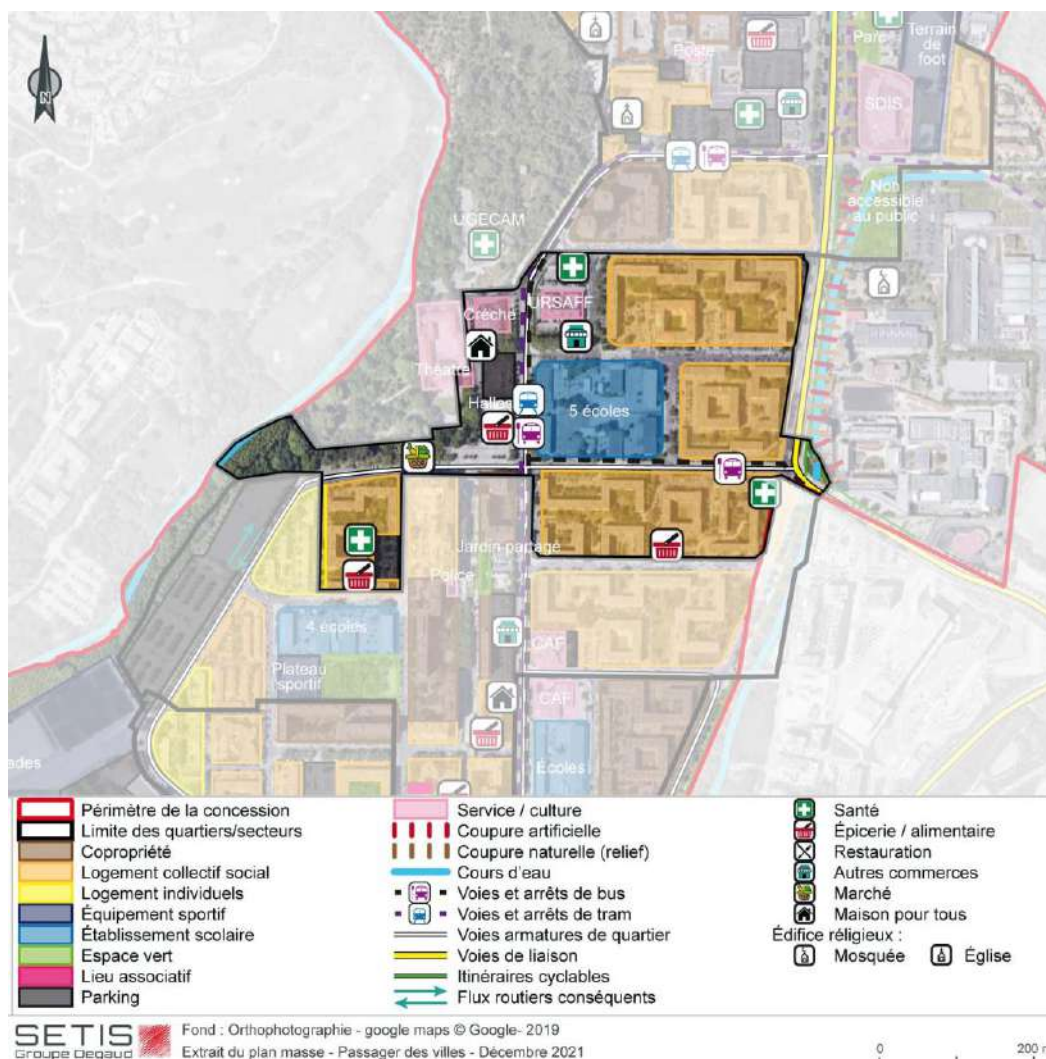 N
Poste
Parc
Terrain
de
foot
SDIS
Non
accessible
au public
UGECAM
URSAFF
Crèche
Théâtre
Halles
5 écoles
Jardin partagé
Police
4 écoles
CAF
Plateau
sportif
CAF
Écoles
ades
Périmètre de la concession
Limite des quartiers/secteurs
Copropriété
Logement collectif social
Logement individuels
Équipement sportif
Établissement scolaire
Espace vert
Lieu associatif
Parking
Service / culture
Coupure artificielle
Coupure naturelle (relief)
Cours d'eau
Voies et arrêts de bus
Voies et arrêts de tram
Voies armatures de quartier
Voies de liaison
Itinéraires cyclables
Flux routiers conséquents
Santé
Épicerie / alimentaire
Restauration
Autres commerces
Marché
Maison pour tous
Édifice réligieux :
Mosquée
Église
SETIS
Groupe Degaud
Fond : Orthophotographie - google maps © Google- 2019
Extrait du plan masse - Passager des villes - Décembre 2021
0
200 m